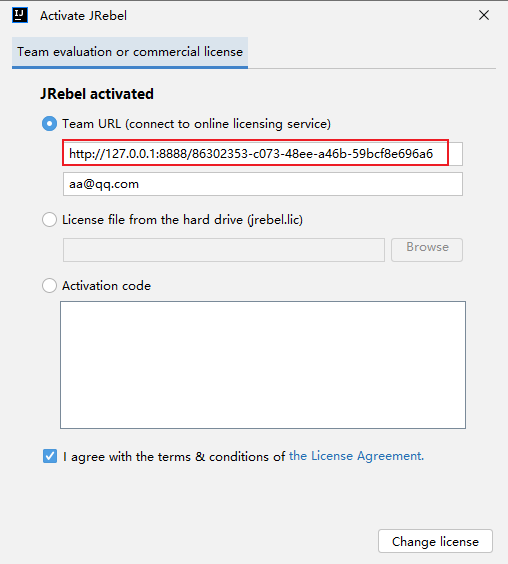 IJ Activate JRebel
Team evaluation or commercial license
JRebel activated
Team URL (connect to online licensing service)
http://127.0.0.1:8888/86302353-c073-48ee-a46b-59bcf8e696a6
aa@qq.com
License file from the hard drive (jrebel.lic)
Browse
Activation code
I agree with the terms & conditions of the License Agreement.
Change license